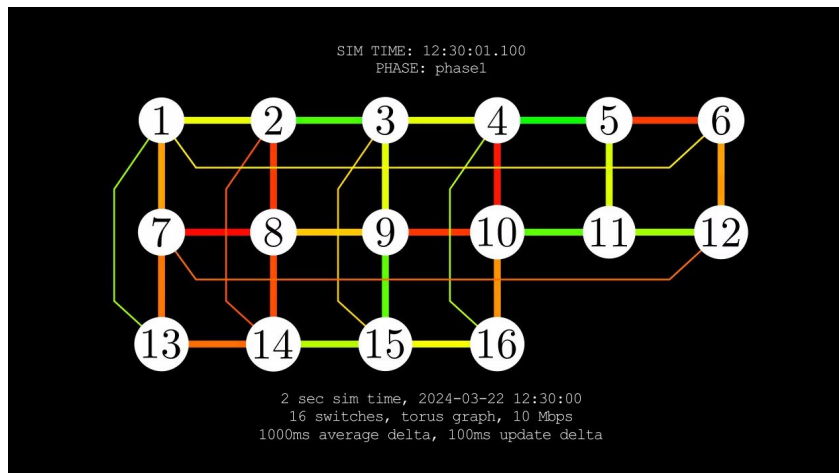 SIM TIME: 12:30:01.100
PHASE: phase1
1 2 3 4 5 6
7 8 9 10 11 12
13 14 15 16
2 sec sim time, 2024-03-22 12:30:00
16 switches, torus graph, 10 Mbps
1000ms average delta, 100ms update delta